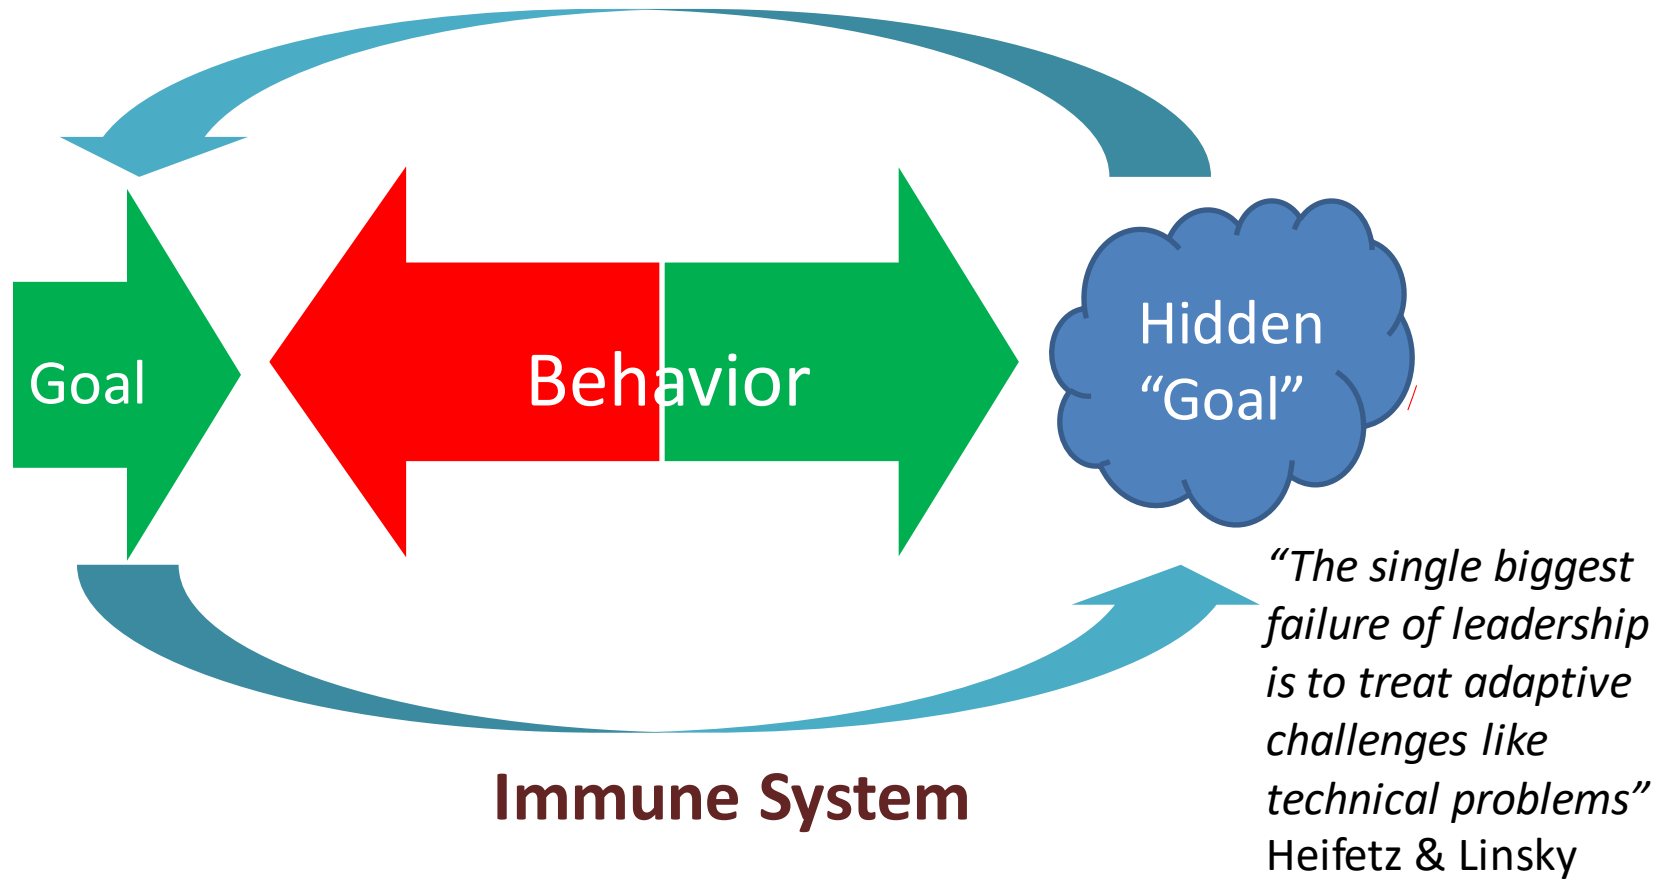 Goal
Behavior
Hidden
“Goal”
“The single biggest
failure of leadership
is to treat adaptive
challenges like
technical problems”
Heifetz & Linsky
Immune System